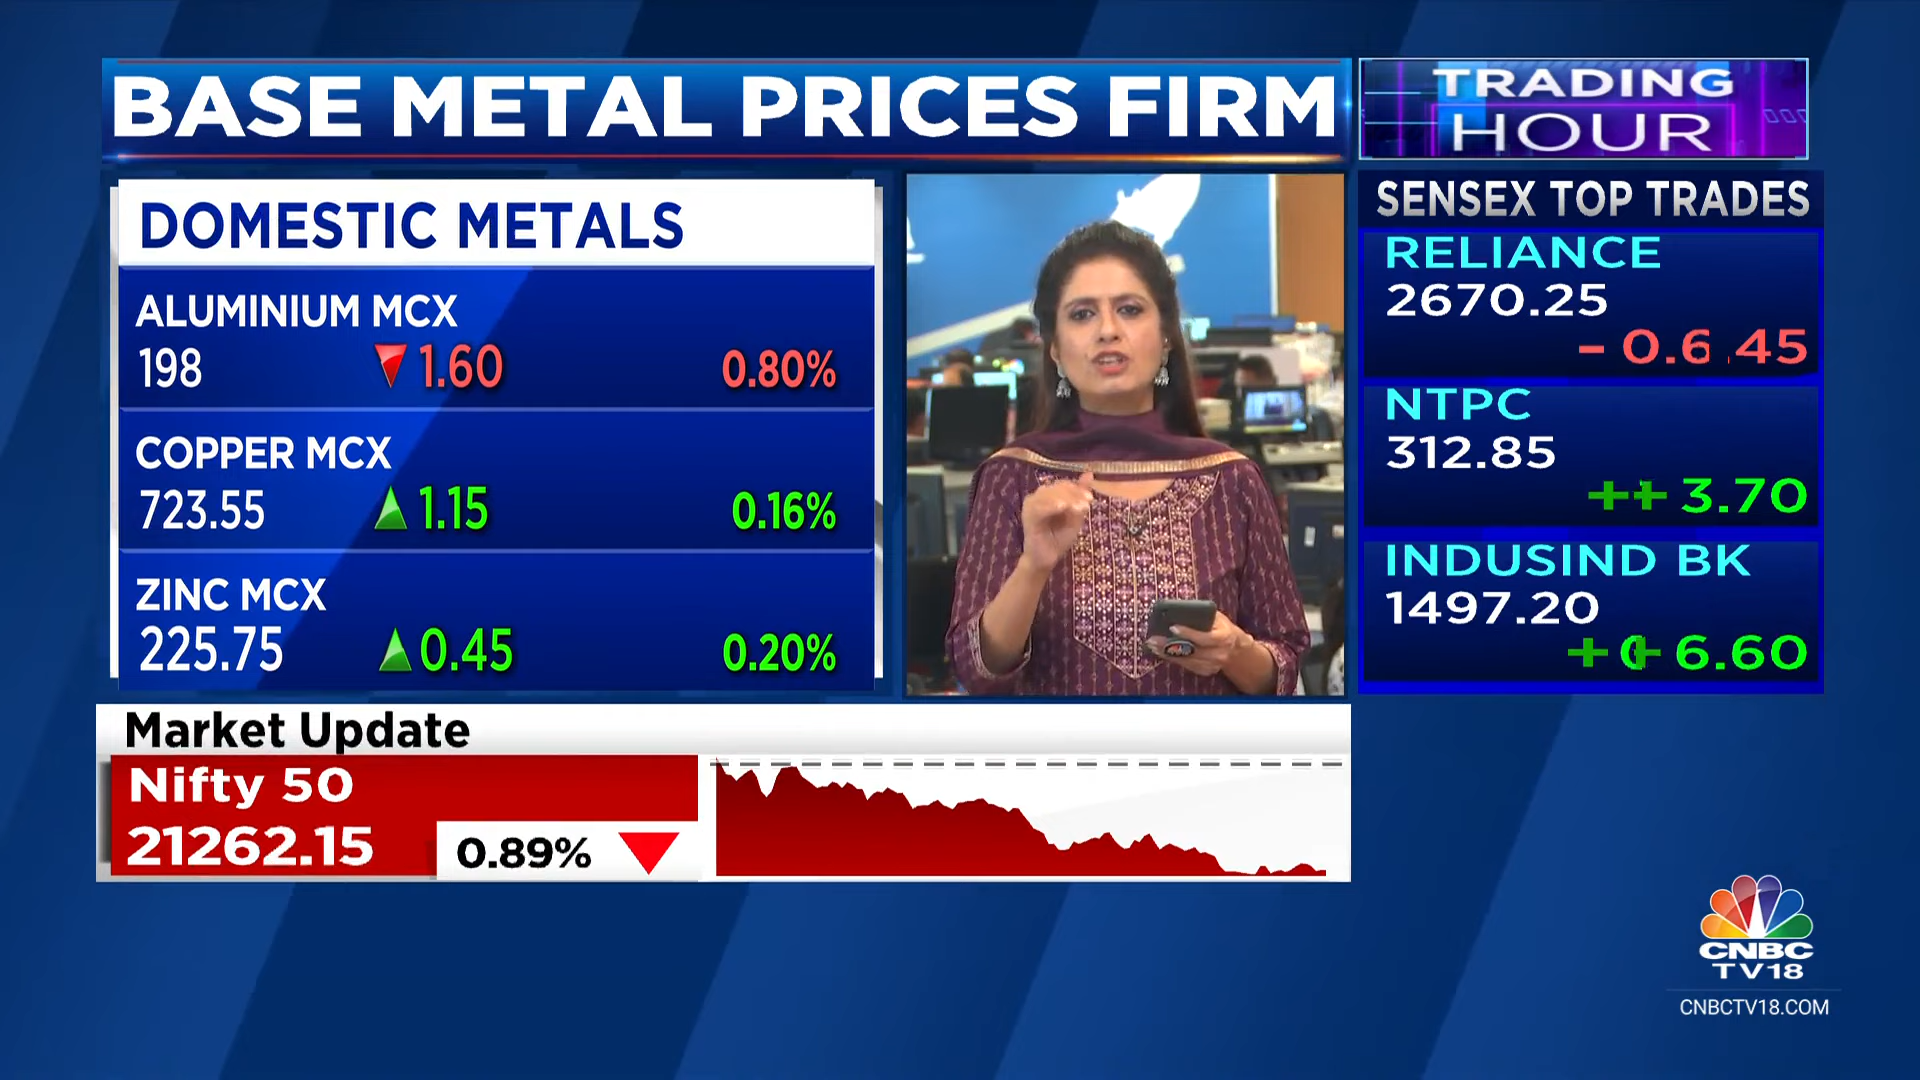 BASE METAL PRICES FIRM
TRADING
HOUR
DOMESTIC METALS
ALUMINIUM MCX
198 ▼ 1.60 0.80%
COPPER MCX
723.55 ▲ 1.15 0.16%
ZINC MCX
225.75 ▲ 0.45 0.20%
SENSEX TOP TRADES
RELIANCE
2670.25
NTPC
312.85
3.70
INDUSIND BK
1497.20
6.60
Market Update
Nifty 50
21262.15 0.89% ▼
CNBC
TV18
CNBCTV18.COM